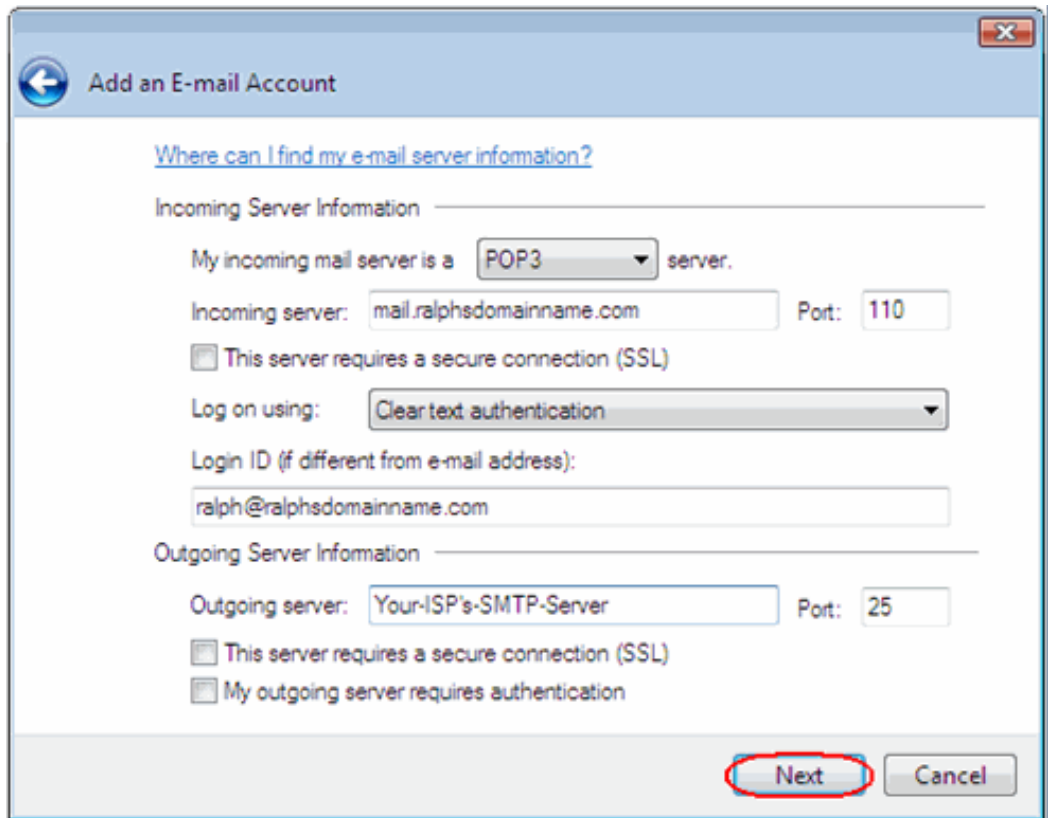 Add an E-mail Account
Where can I find my e-mail server information?
Incoming Server Information
My incoming mail server is a POP3 server.
Incoming server: mail.ralphsdomainname.com Port: 110
This server requires a secure connection (SSL)
Log on using: Clear text authentication
Login ID (if different from e-mail address):
ralph@ralphsdomainname.com
Outgoing Server Information
Outgoing server: Your-ISP's-SMTP-Server Port: 25
This server requires a secure connection (SSL)
My outgoing server requires authentication
Next Cancel